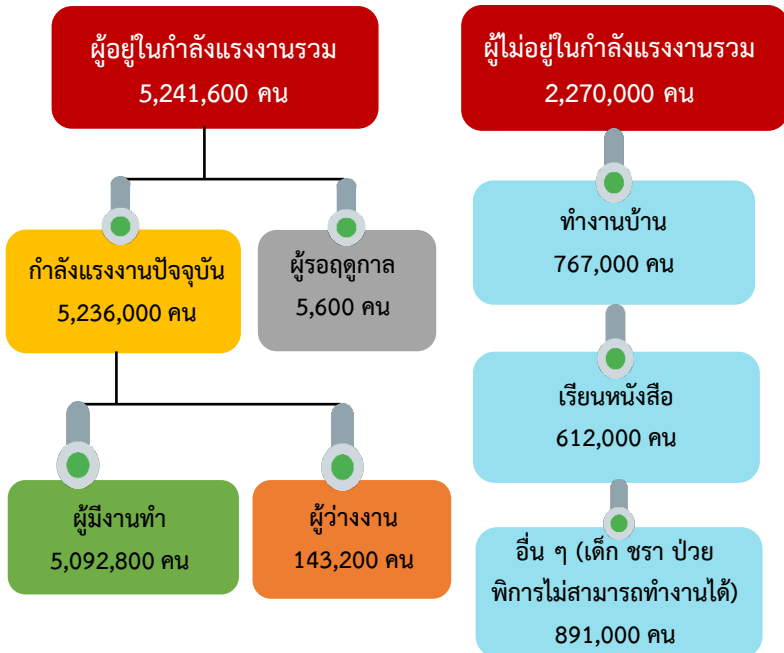 ผู้อยู่ในกำลังแรงงานรวม
5,241,600 คน
ผู้ไม่อยู่ในกำลังแรงงานรวม
2,270,000 คน
กำลังแรงงานปัจจุบัน
5,236,000 คน
ผู้รอฤดูกาล
5,600 คน
ทำงานบ้าน
767,000 คน
เรียนหนังสือ
612,000 คน
ผู้มีงานทำ
5,092,800 คน
ผู้ว่างงาน
143,200 คน
อื่น ๆ (เด็ก ชรา ป่วย
พิการไม่สามารถทำงานได้)
891,000 คน